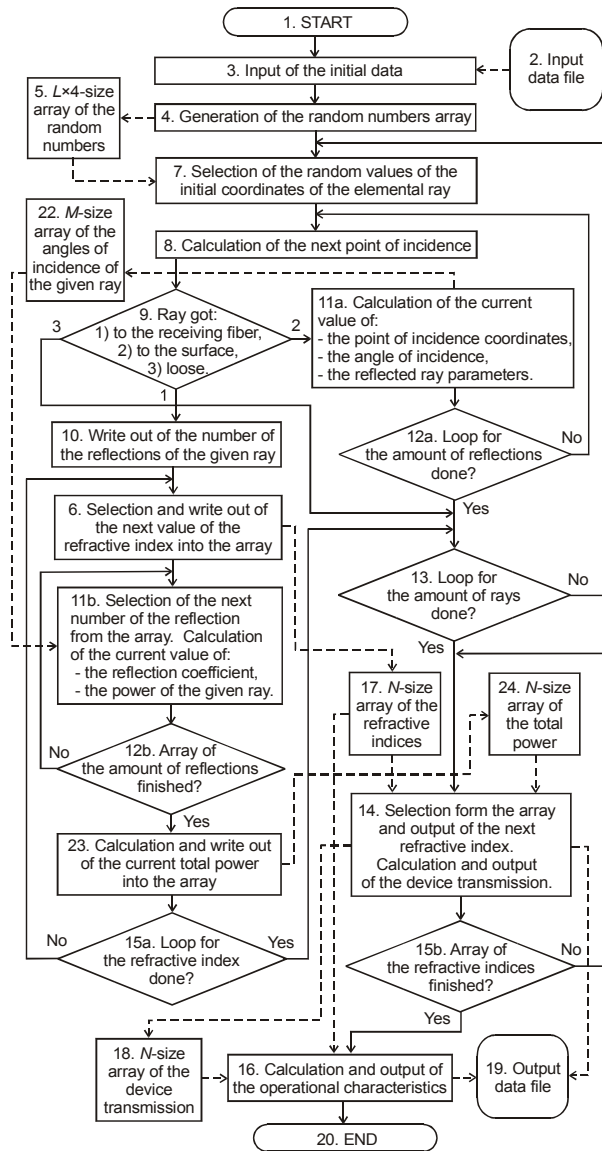 1. START
2. Input
data file
3. Input of the initial data
5. L×4-size
array of the
random
numbers
4. Generation of the random numbers array
7. Selection of the random values of the
initial coordinates of the elemental ray
22. M-size
array of the
angles of
incidence of
the given ray
8. Calculation of the next point of incidence
3
9. Ray got:
1) to the receiving fiber,
2) to the surface,
3) loose.
2
1
11a. Calculation of the current
value of:
- the point of incidence coordinates,
- the angle of incidence,
- the reflected ray parameters.
10. Write out of the number of
the reflections of the given ray
12a. Loop for
the amount of reflections
done?
No
Yes
6. Selection and write out of
the next value of the
refractive index into the array
13. Loop for
the amount of rays
done?
No
Yes
11b. Selection of the next
number of the reflection
from the array. Calculation
of the current value of:
- the reflection coefficient,
- the power of the given ray.
17. N-size
array of the
refractive
indices
24. N-size
array of
the total
power
No
12b. Array of
the amount of reflections
finished?
Yes
14. Selection form the array
and output of the next
refractive index.
Calculation and output
of the device transmission.
23. Calculation and write out
of the current total power
into the array
No
15a. Loop for
the refractive index
done?
Yes
15b. Array of
the refractive indices
finished?
No
Yes
18. N-size
array of the
device
transmission
16. Calculation and output of
the operational characteristics
19. Output
data file
20. END